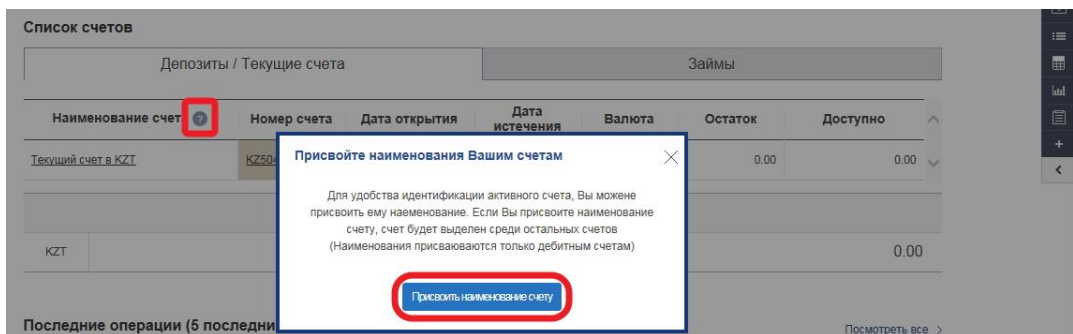 Список счетов
Депозиты / Текущие счета Займы
Наименование счет ? Номер счета Дата открытия Дата истечения Валюта Остаток Доступно
Текущий счет в KZT KZ504 0.00 0.00
Присвойте наименования Вашим счетам
Для удобства идентификации активного счета, Вы можене
присвоить ему наеменование. Если Вы присвоите наименование
счету, счет будет выделен среди остальных счетов
(Наименования присваюваются только дебитным счетам)
KZT 0.00
Присвоить наименование счету
Последние операции (5 последни Посмотреть все >